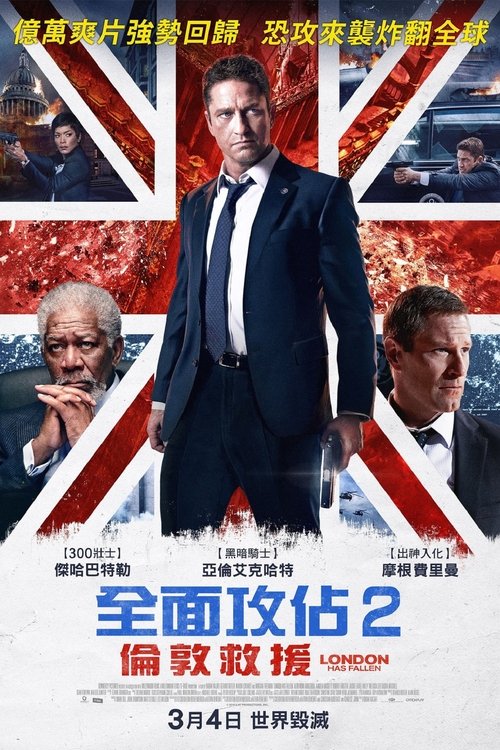 億萬爽片強勢回歸 恐攻來襲炸翻全球
【300壯士】
傑哈巴特勒
【黑暗騎士】
亞倫艾克哈特
【出神入化】
摩根費里曼
全面攻佔2
倫敦救援 LONDON
HAS FALLEN
3月4日 世界毀滅